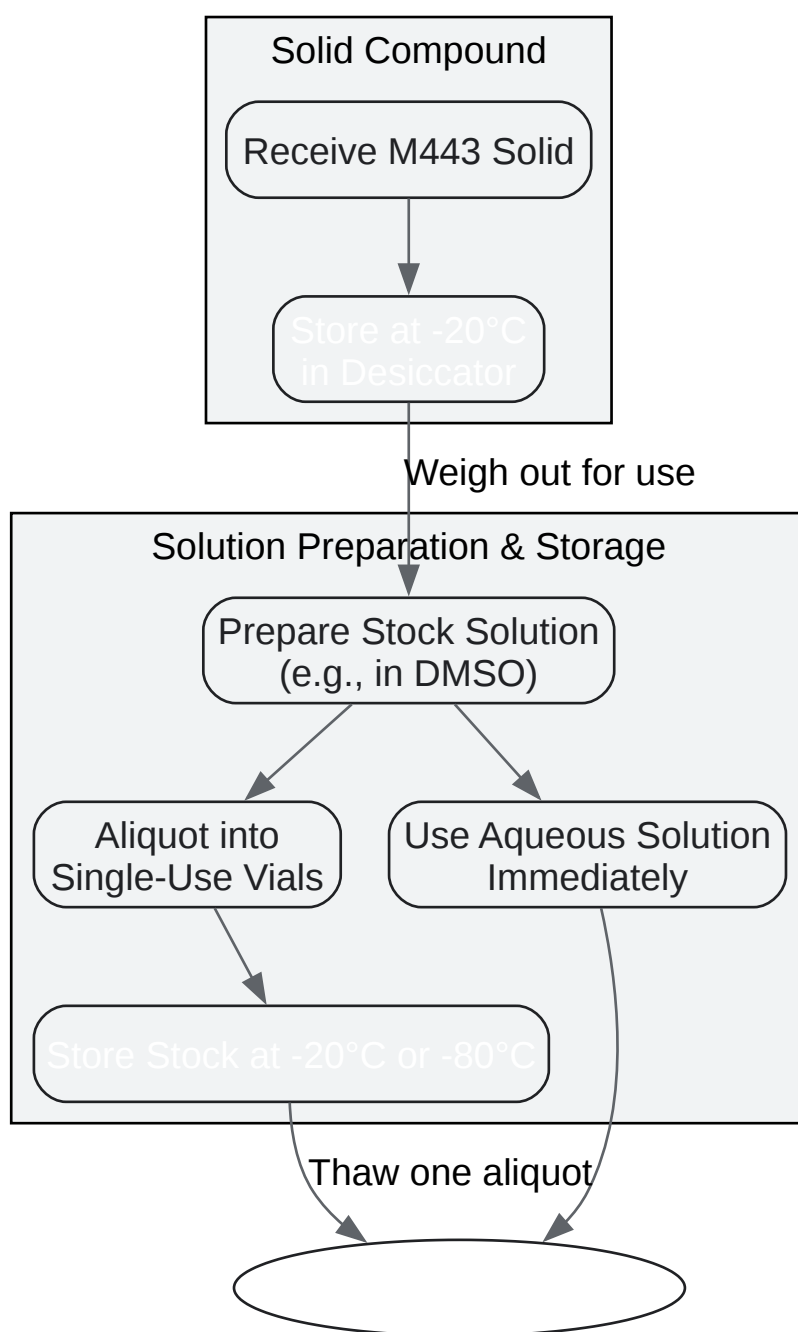 Solid Compound
Receive M443 Solid
Store at -20°C
in Desiccator
Weigh out for use
Solution Preparation & Storage
Prepare Stock Solution
(e.g., in DMSO)
Aliquot into
Single-Use Vials
Use Aqueous Solution
Immediately
Store Stock at -20°C or -80°C
Thaw one aliquot